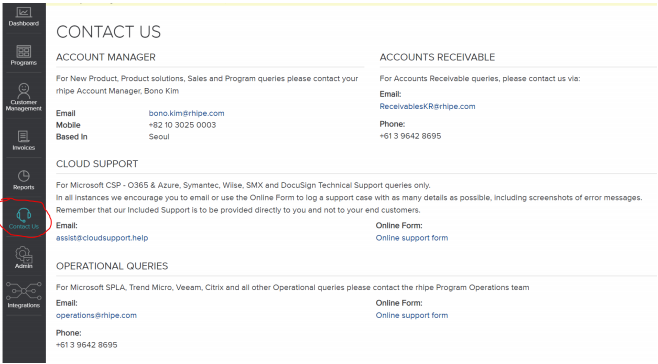 Dashboard
Programs
Customer
Management
Invoices
Reports
Contact Us
Admin
Integrations
CONTACT US
ACCOUNT MANAGER
For New Product, Product solutions, Sales and Program queries please contact your
rhipe Account Manager, Bono Kim
Email bono.kim@rhipe.com
Mobile +82 10 3025 0003
Based In Seoul
ACCOUNTS RECEIVABLE
For Accounts Receivable queries, please contact us via:
Email:
ReceivablesKR@rhipe.com
Phone:
+61 3 9642 8695
CLOUD SUPPORT
For Microsoft CSP - O365 & Azure, Symantec, Wiise, SMX and DocuSign Technical Support queries only.
In all instances we encourage you to email or use the Online Form to log a support case with as many details as possible, including screenshots of error messages.
Remember that our Included Support is to be provided directly to you and not to your end customers.
Email:
assist@cloudsupport.help
Online Form:
Online support form
OPERATIONAL QUERIES
For Microsoft SPLA, Trend Micro, Veeam, Citrix and all other Operational queries please contact the rhipe Program Operations team
Email:
operations@rhipe.com
Online Form:
Online support form
Phone:
+61 3 9642 8695